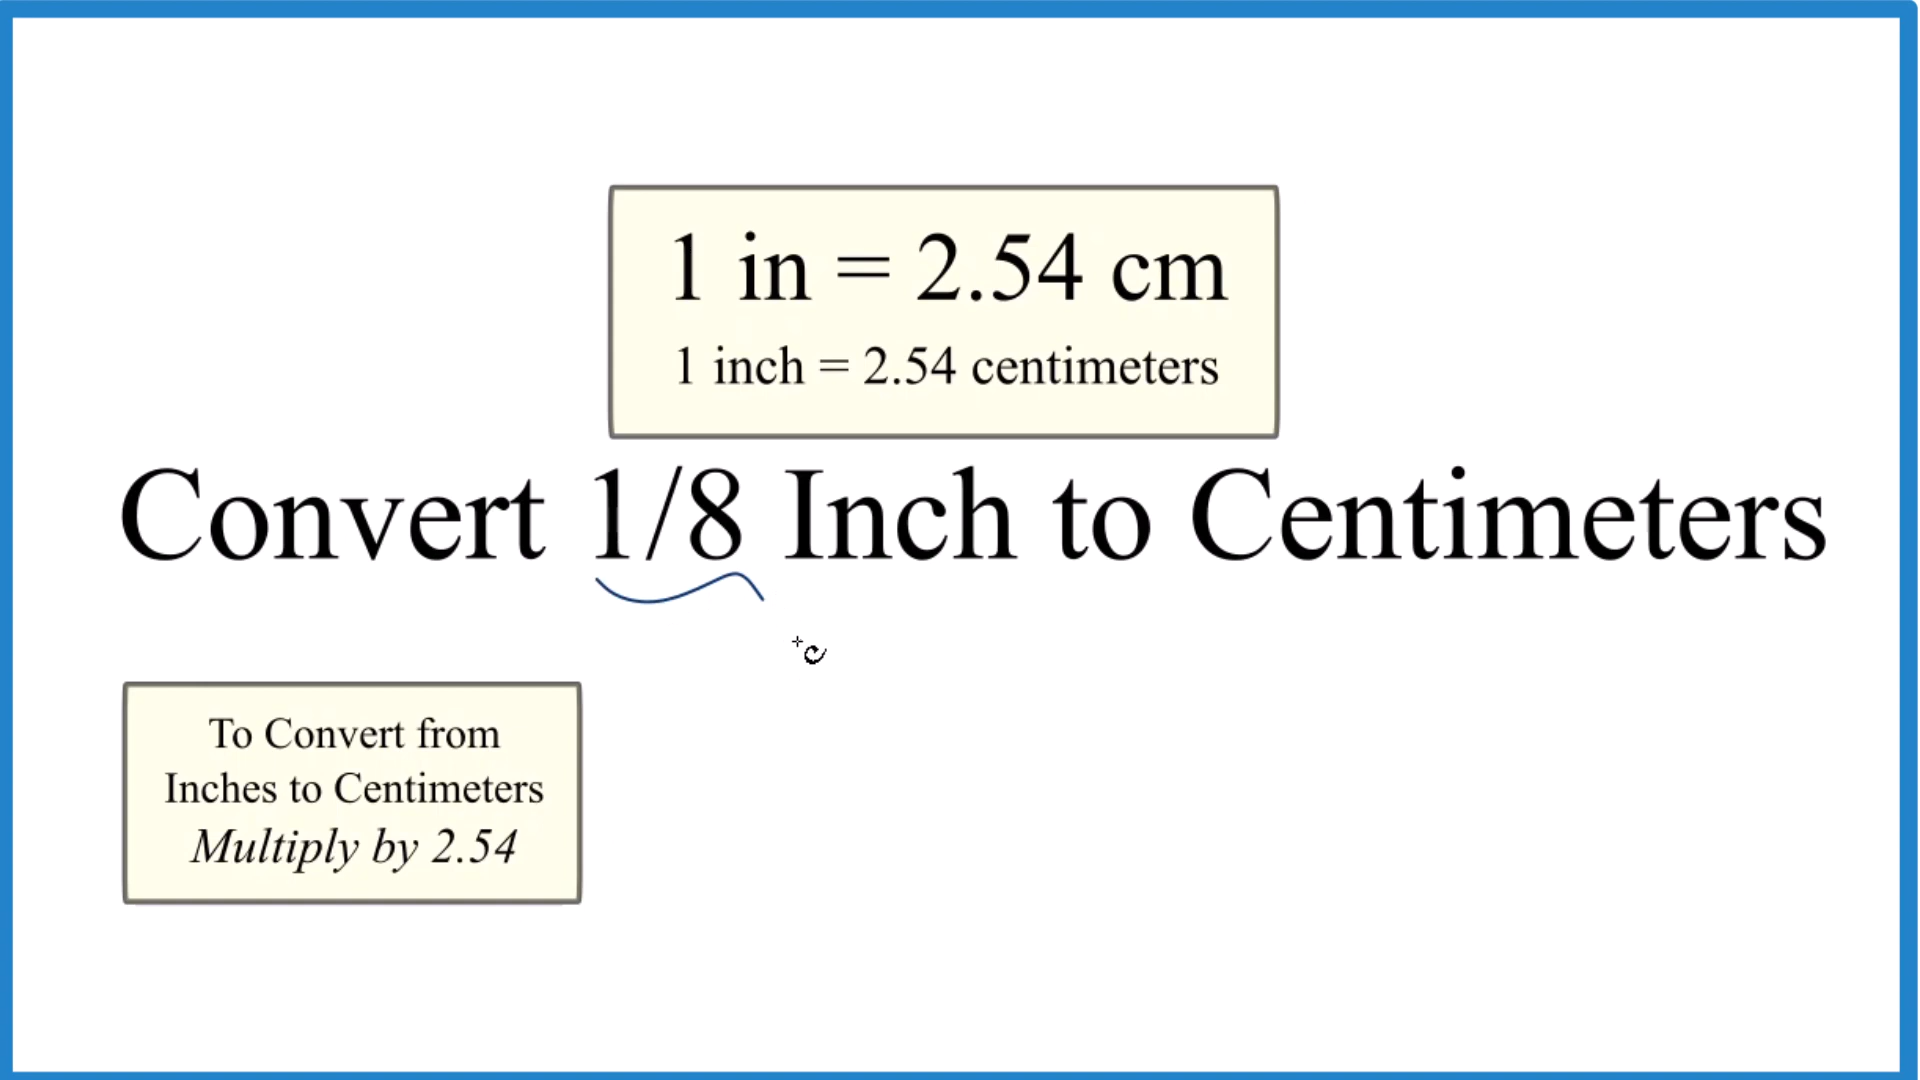 1 in = 2.54 cm
1 inch = 2.54 centimeters
Convert 1/8 Inch to Centimeters
To Convert from
Inches to Centimeters
Multiply by 2.54